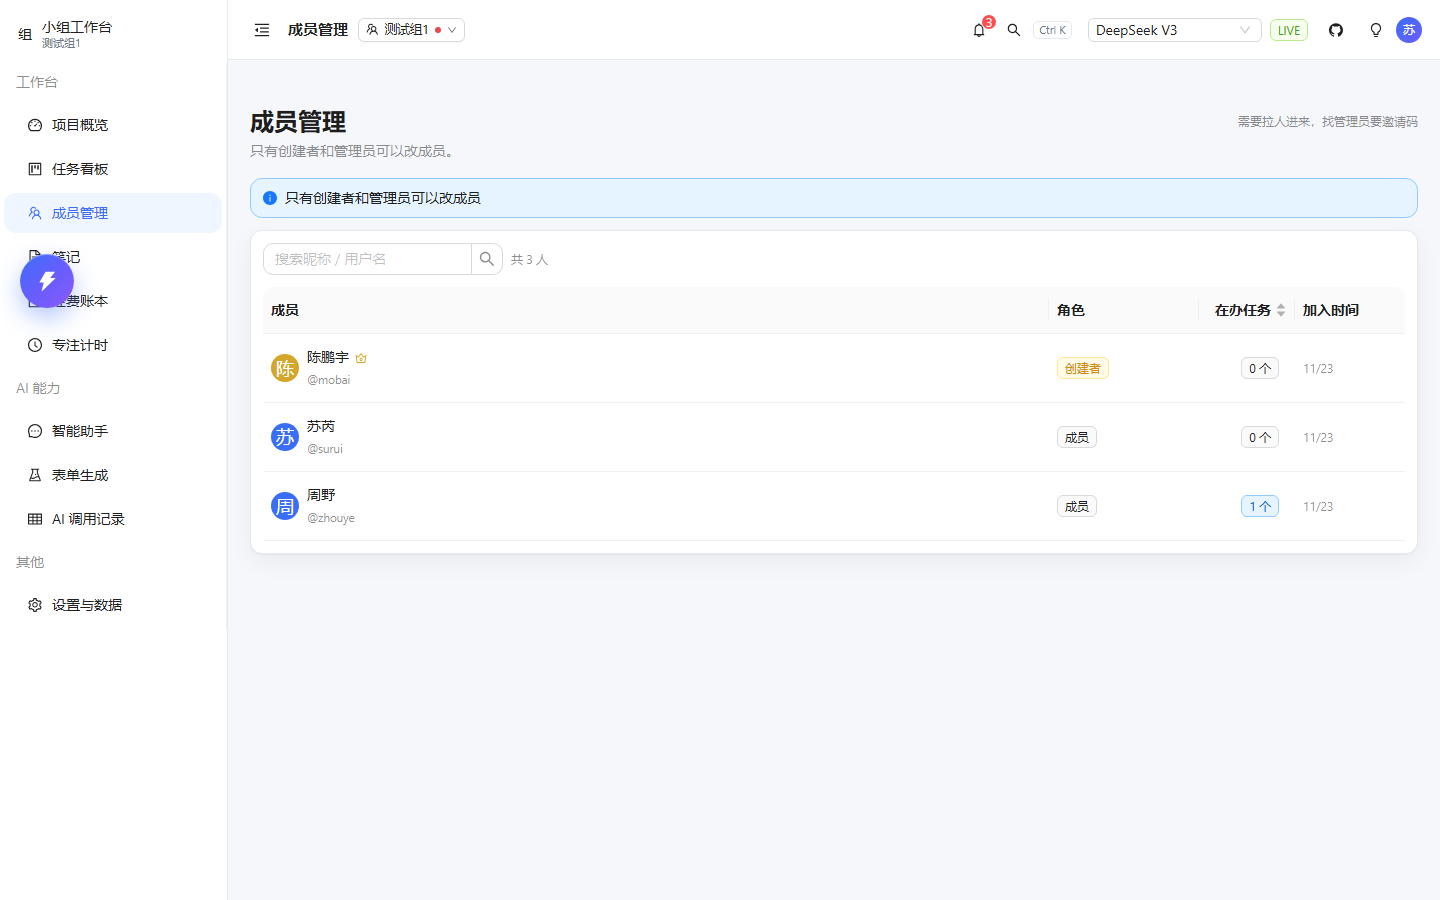 组 小组工作台
测试组1
工作台
项目概览
任务看板
成员管理
笔记
费账本
专注计时
AI 能力
智能助手
表单生成
AI 调用记录
其他
设置与数据
成员管理 测试组1 3 Ctrl K DeepSeek V3 LIVE 苏
成员管理
需要拉人进来，找管理员要邀请码
只有创建者和管理员可以改成员。
只有创建者和管理员可以改成员
搜索昵称 / 用户名 共 3 人
成员 角色 在办任务 加入时间
陈 陈鹏宇 创建者 0 个 11/23
@mobai
苏 苏芮 成员 0 个 11/23
@surui
周 周野 成员 1 个 11/23
@zhouye